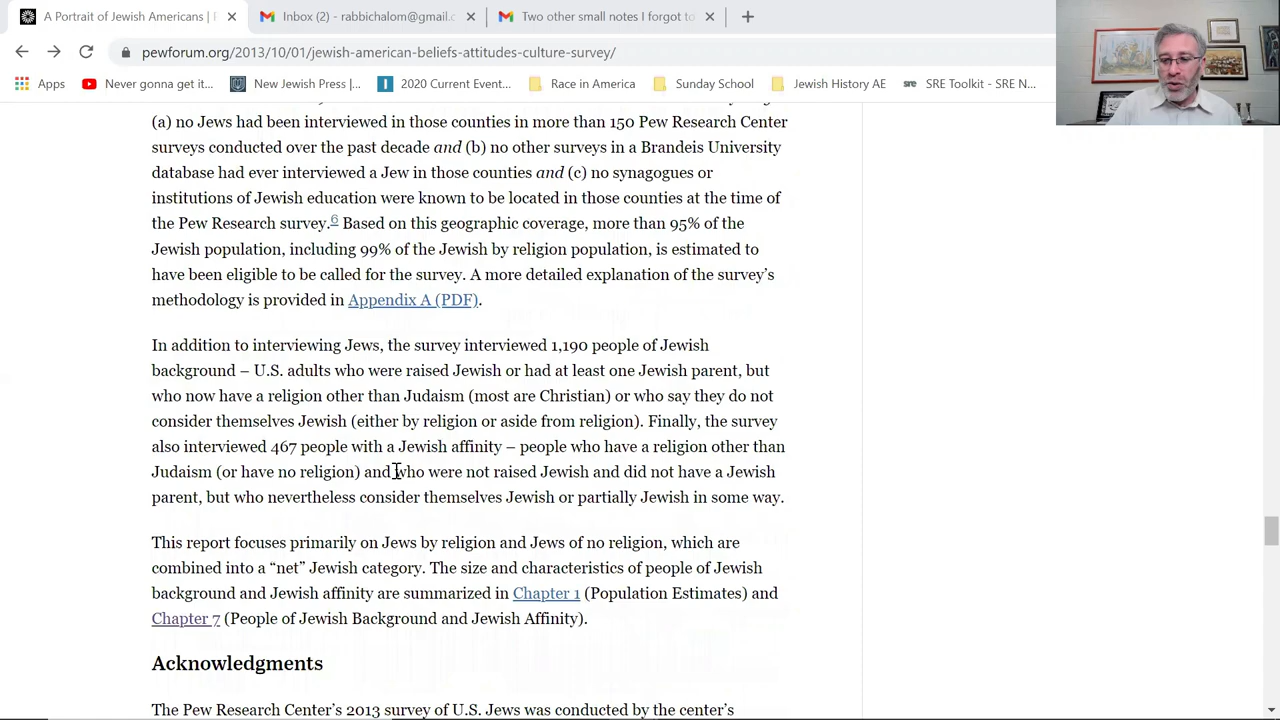 A Portrait of Jewish Americans |
Inbox (2) - rabbichalom@gmail.c
Two other small notes I forgot to
pewforum.org/2013/10/01/jewish-american-beliefs-attitudes-culture-survey/
Apps
Never gonna get it...
New Jewish Press |...
2020 Current Event...
Race in America
Sunday School
Jewish History AE
SRE Toolkit - SRE N...
(a) no Jews had been interviewed in those counties in more than 150 Pew Research Center
surveys conducted over the past decade and (b) no other surveys in a Brandeis University
database had ever interviewed a Jew in those counties and (c) no synagogues or
institutions of Jewish education were known to be located in those counties at the time of
the Pew Research survey.6 Based on this geographic coverage, more than 95% of the
Jewish population, including 99% of the Jewish by religion population, is estimated to
have been eligible to be called for the survey. A more detailed explanation of the survey’s
methodology is provided in Appendix A (PDF).
In addition to interviewing Jews, the survey interviewed 1,190 people of Jewish
background – U.S. adults who were raised Jewish or had at least one Jewish parent, but
who now have a religion other than Judaism (most are Christian) or who say they do not
consider themselves Jewish (either by religion or aside from religion). Finally, the survey
also interviewed 467 people with a Jewish affinity – people who have a religion other than
Judaism (or have no religion) and who were not raised Jewish and did not have a Jewish
parent, but who nevertheless consider themselves Jewish or partially Jewish in some way.
This report focuses primarily on Jews by religion and Jews of no religion, which are
combined into a “net” Jewish category. The size and characteristics of people of Jewish
background and Jewish affinity are summarized in Chapter 1 (Population Estimates) and
Chapter 7 (People of Jewish Background and Jewish Affinity).
Acknowledgments
The Pew Research Center’s 2013 survey of U.S. Jews was conducted by the center’s